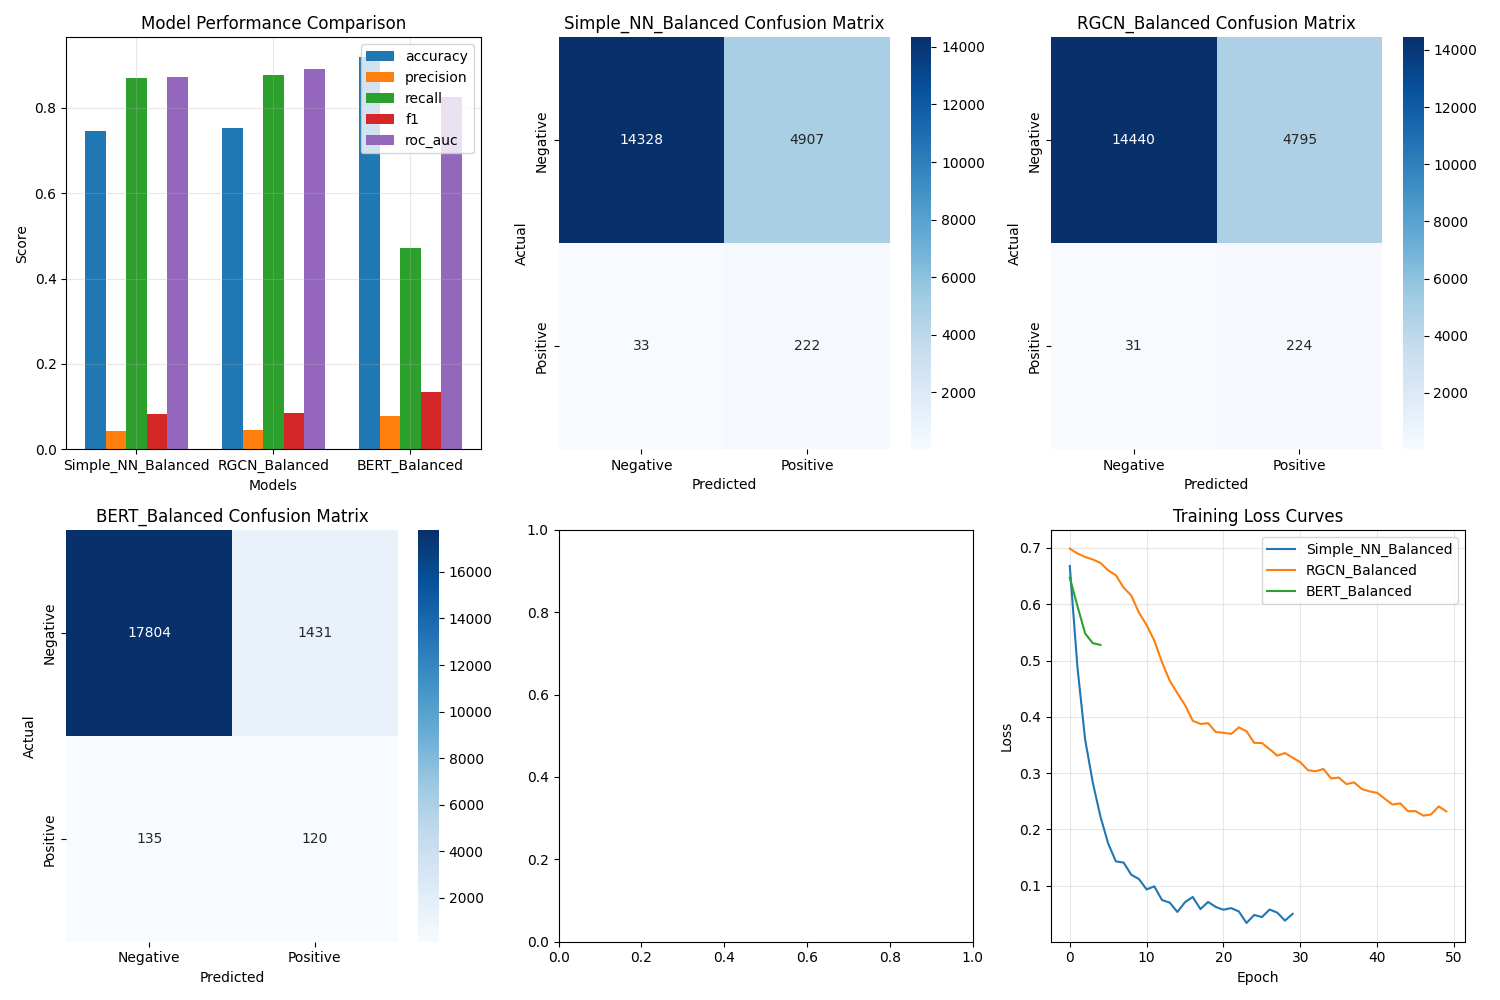 Model Performance Comparison
Score
0.8
0.6
0.4
0.2
0.0
accuracy
precision
recall
f1
roc_auc
Simple_NN_Balanced
RGCN_Balanced
BERT_Balanced
Models
Simple_NN_Balanced Confusion Matrix
Actual
Negative
Positive
14328
4907
33
222
Negative
Positive
Predicted
14000
12000
10000
8000
6000
4000
2000
RGCN_Balanced Confusion Matrix
Actual
Negative
Positive
14440
4795
31
224
Negative
Positive
Predicted
14000
12000
10000
8000
6000
4000
2000
BERT_Balanced Confusion Matrix
Actual
Negative
Positive
17804
1431
135
120
Negative
Positive
Predicted
16000
14000
12000
10000
8000
6000
4000
2000
1.0
0.8
0.6
0.4
0.2
0.0
0.0 0.2 0.4 0.6 0.8 1.0
Training Loss Curves
Loss
0.7
0.6
0.5
0.4
0.3
0.2
0.1
Simple_NN_Balanced
RGCN_Balanced
BERT_Balanced
0 10 20 30 40 50
Epoch